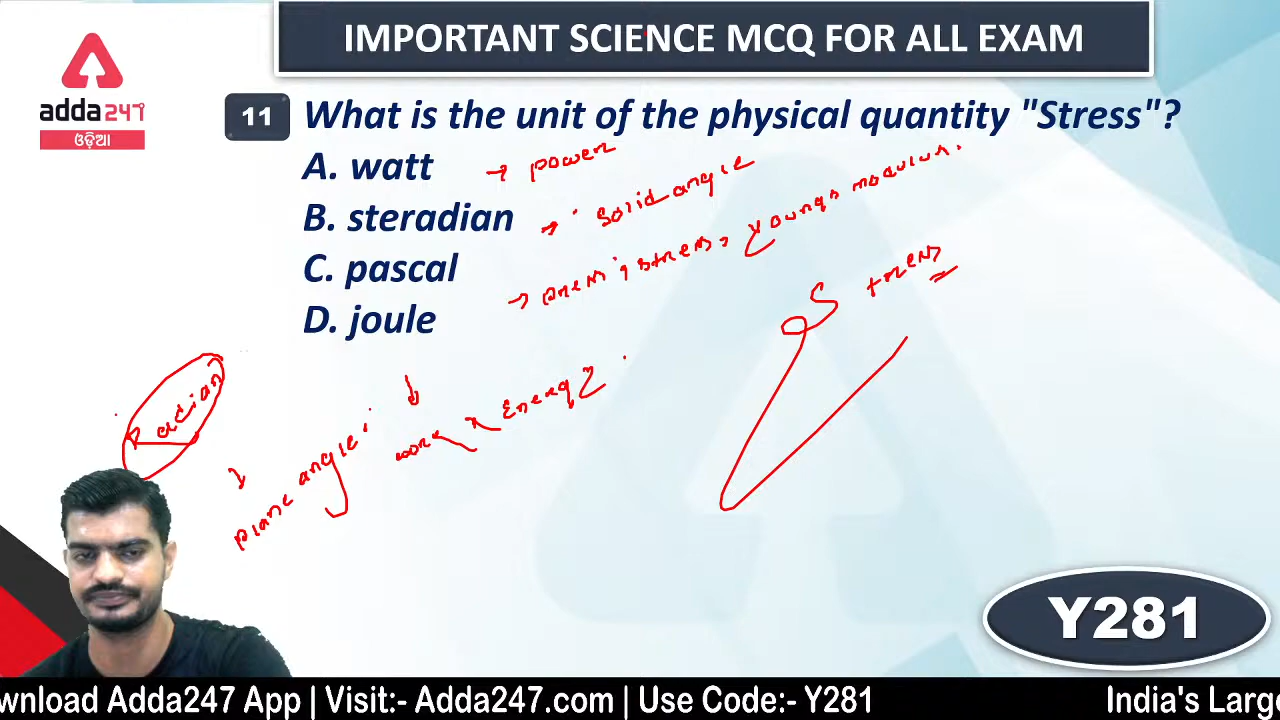 IMPORTANT SCIENCE MCQ FOR ALL EXAM
adda247
ଓଡ଼ିଆ
11 What is the unit of the physical quantity "Stress"?
A. watt → power
B. steradian → solid angle
C. pascal → stress, youngs modulus.
D. joule
stress
Radian
work Energy
plane angle
Y281
wnload Adda247 App | Visit:- Adda247.com | Use Code:- Y281
India's Larg